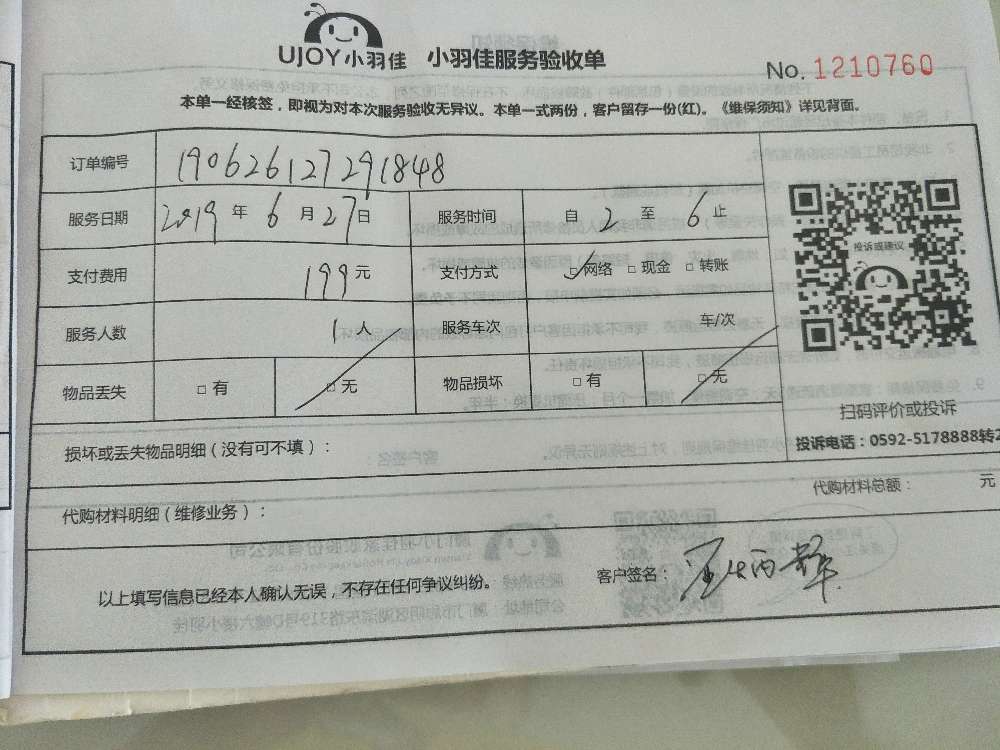 UJOY小羽佳 小羽佳服务验收单
No. 1210760
本单一经核签，即视为对本次服务验收无异议。本单一式两份，客户留存一份(红)。《维保须知》详见背面。
订单编号 190626127291848
服务日期 2019 年 6 月 27 日 服务时间 自 2 至 6 止
支付费用 199 元 支付方式 ☑网络 □现金 □转账
服务人数 1 人 服务车次 车/次
物品丢失 □有 ☑无 物品损坏 □有 ☑无
投诉或建议
扫码评价或投诉
投诉电话：0592-5178888转2
损坏或丢失物品明细（没有可不填）：
代购材料明细（维修业务）： 代购材料总额： 元
以上填写信息已经本人确认无误，不存在任何争议纠纷。 客户签名：